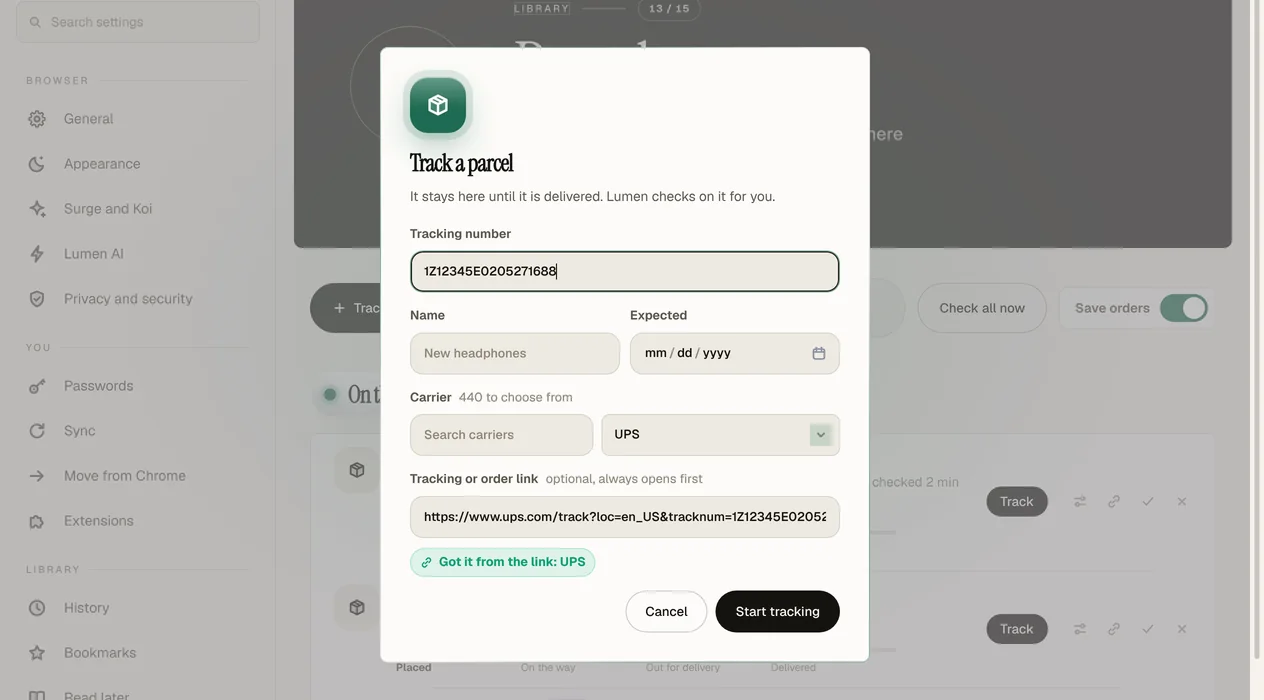 Search settings
BROWSER
General
Appearance
Surge and Koi
Lumen AI
Privacy and security
YOU
Passwords
Sync
Move from Chrome
Extensions
LIBRARY
History
Bookmarks
Read later
LIBRARY
13 / 15
here
Check all now
Save orders
Track a parcel
It stays here until it is delivered. Lumen checks on it for you.
Tracking number
1Z12345E0205271688
Name
Expected
New headphones
mm / dd / yyyy
Carrier 440 to choose from
Search carriers
UPS
Tracking or order link optional, always opens first
https://www.ups.com/track?loc=en_US&tracknum=1Z12345E02052
Got it from the link: UPS
Cancel
Start tracking
checked 2 min
Track
Track
Placed
On the way
Out for delivery
Delivered